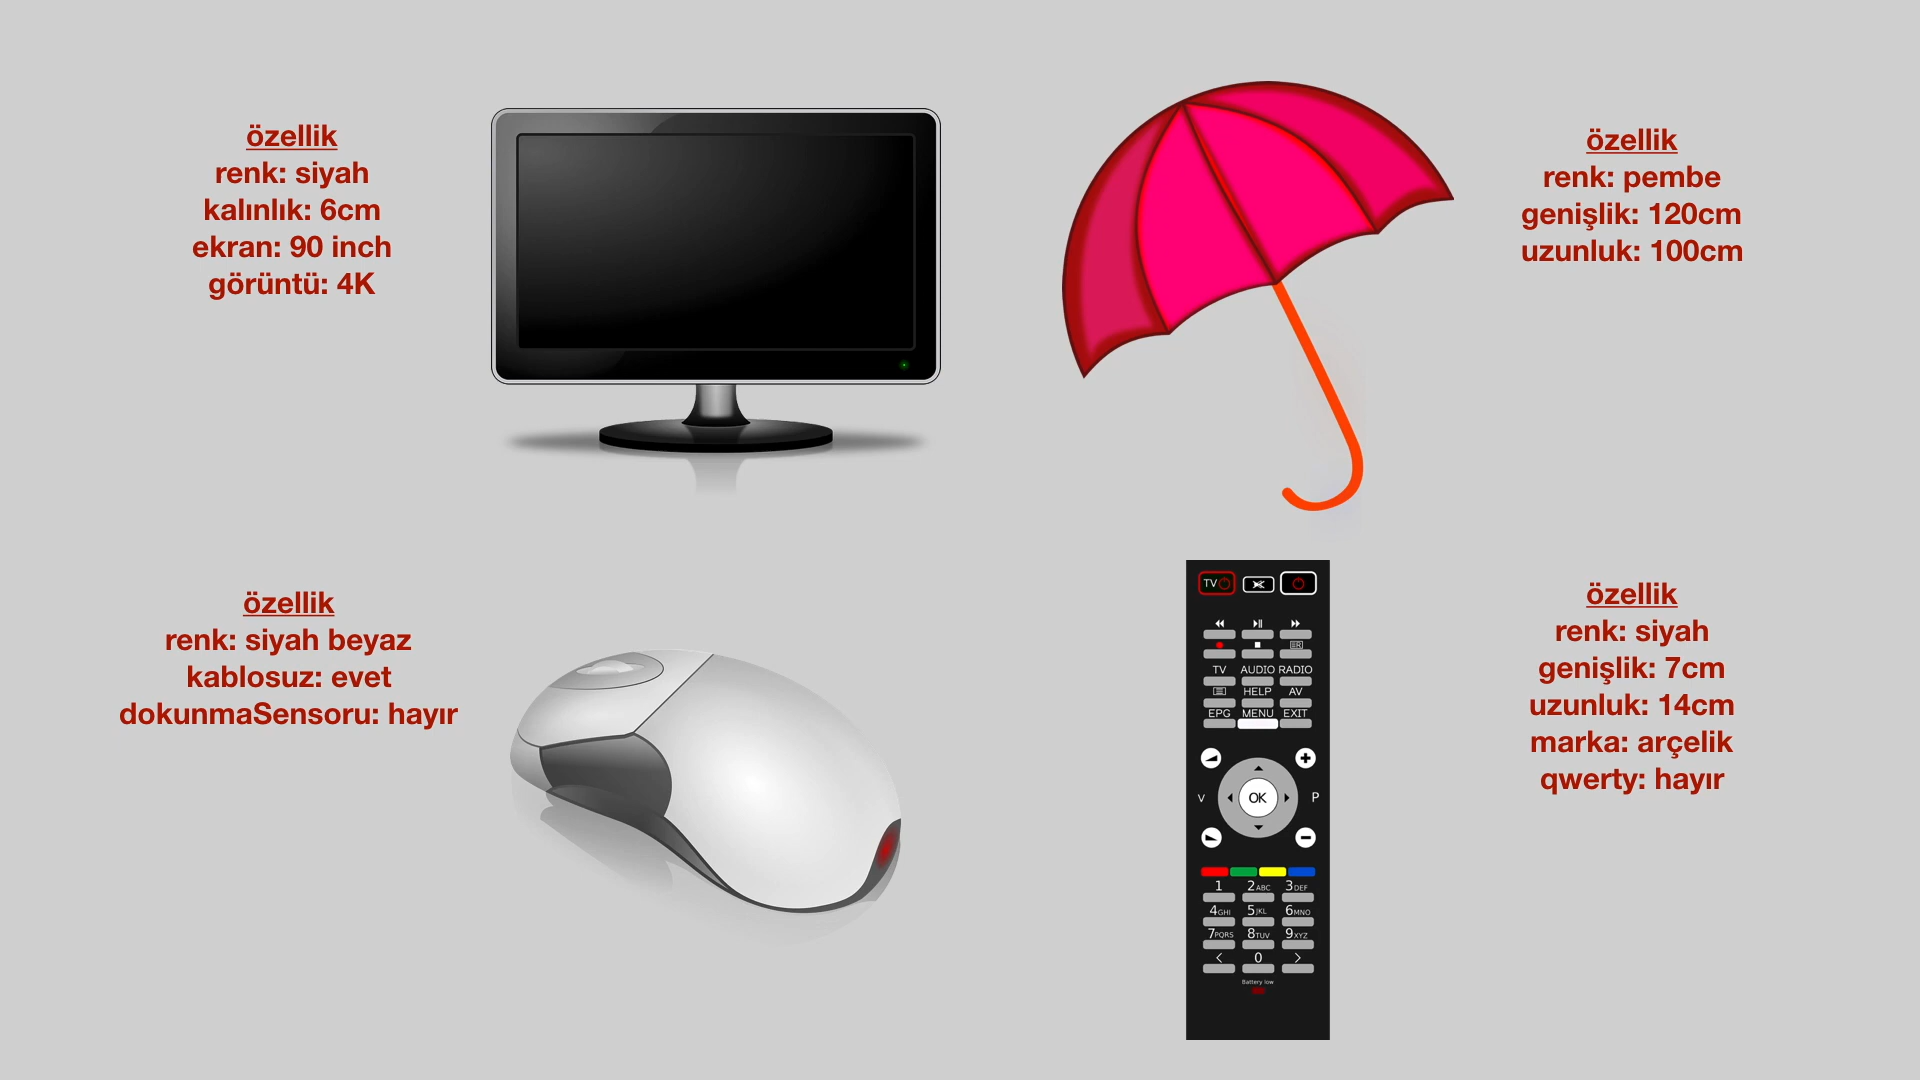 özellik
renk: siyah
kalınlık: 6cm
ekran: 90 inch
görüntü: 4K
özellik
renk: pembe
genişlik: 120cm
uzunluk: 100cm
özellik
renk: siyah beyaz
kablosuz: evet
dokunmaSensoru: hayır
TV
TV AUDIO RADIO
HELP AV
EPG MENU EXIT
V OK P
1 2ABC 3DEF
4GHI 5JKL 6MNO
7PQRS 8TUV 9XYZ
< 0 >
Battery low
özellik
renk: siyah
genişlik: 7cm
uzunluk: 14cm
marka: arçelik
qwerty: hayır